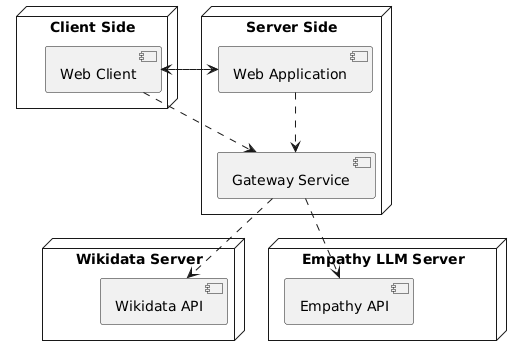 Client Side
Server Side
Web Client
Web Application
Gateway Service
Wikidata Server
Empathy LLM Server
Wikidata API
Empathy API